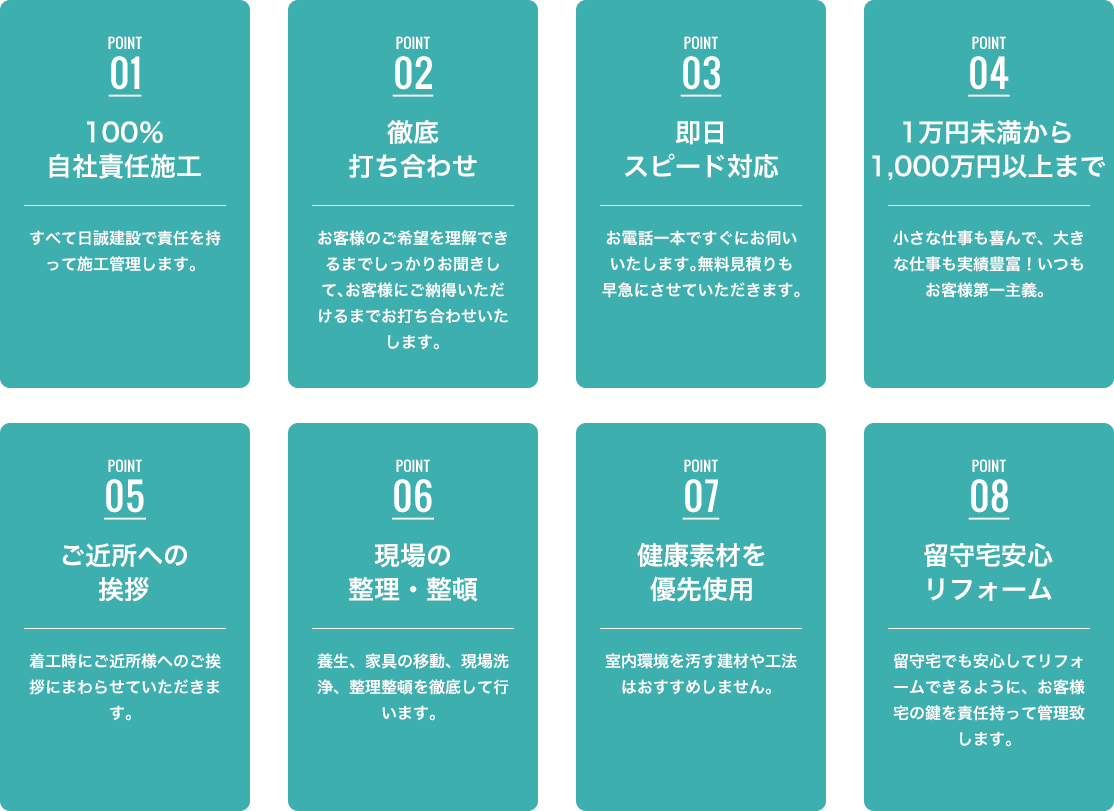 POINT
01
100%
自社責任施工
すべて日誠建設で責任を持
って施工管理します。
POINT
02
徹底
打ち合わせ
お客様のご希望を理解でき
るまでしっかりお聞きし
て、お客様にご納得いただ
けるまでお打ち合わせいた
します。
POINT
03
即日
スピード対応
お電話一本ですぐにお伺い
いたします。無料見積りも
早急にさせていただきます。
POINT
04
1万円未満から
1,000万円以上まで
小さな仕事も喜んで、大き
な仕事も実績豊富！いつも
お客様第一主義。
POINT
05
ご近所への
挨拶
着工時にご近所様へのご挨
拶にまわらせていただきま
す。
POINT
06
現場の
整理・整頓
養生、家具の移動、現場洗
浄、整理整頓を徹底して行
います。
POINT
07
健康素材を
優先使用
室内環境を汚す建材や工法
はおすすめしません。
POINT
08
留守宅安心
リフォーム
留守宅でも安心してリフォ
ームできるように、お客様
宅の鍵を責任持って管理致
します。